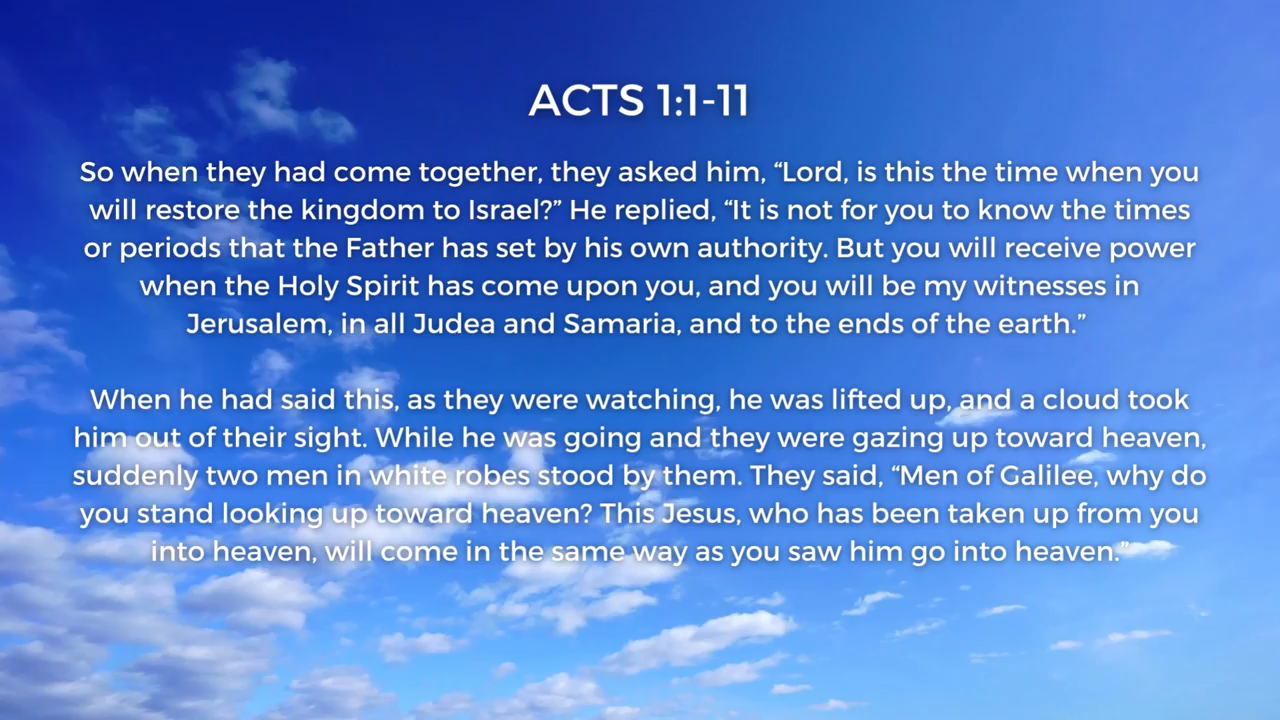 ACTS 1:1-11
So when they had come together, they asked him, “Lord, is this the time when you
will restore the kingdom to Israel?” He replied, “It is not for you to know the times
or periods that the Father has set by his own authority. But you will receive power
when the Holy Spirit has come upon you, and you will be my witnesses in
Jerusalem, in all Judea and Samaria, and to the ends of the earth.”
When he had said this, as they were watching, he was lifted up, and a cloud took
him out of their sight. While he was going and they were gazing up toward heaven,
suddenly two men in white robes stood by them. They said, “Men of Galilee, why do
you stand looking up toward heaven? This Jesus, who has been taken up from you
into heaven, will come in the same way as you saw him go into heaven.”